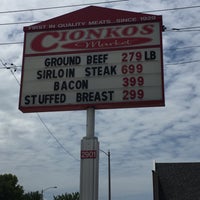 FIRST IN QUALITY MEATS... SINCE 1929
CIONKOS
Market
GROUND BEEF 279 LB
SIRLOIN STEAK 699
BACON 399
STUFFED BREAST 299
2901